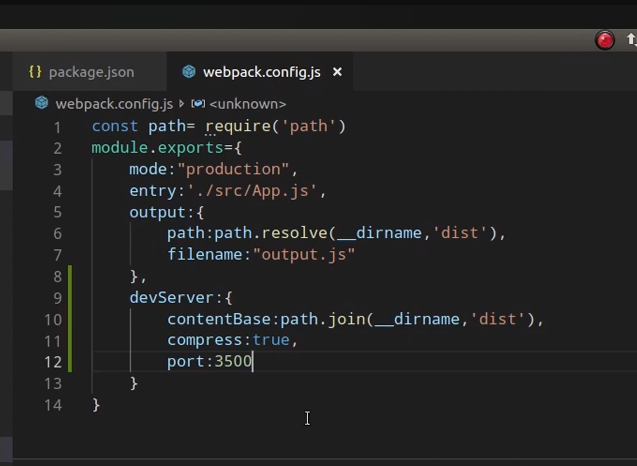 {} package.json
webpack.config.js ×
webpack.config.js <unknown>
1 const path= require('path')
2 module.exports={
3 mode:"production",
4 entry:'./src/App.js',
5 output:{
6 path:path.resolve(__dirname,'dist'),
7 filename:"output.js"
8 },
9 devServer:{
10 contentBase:path.join(__dirname,'dist'),
11 compress:true,
12 port:3500
13 }
14 }